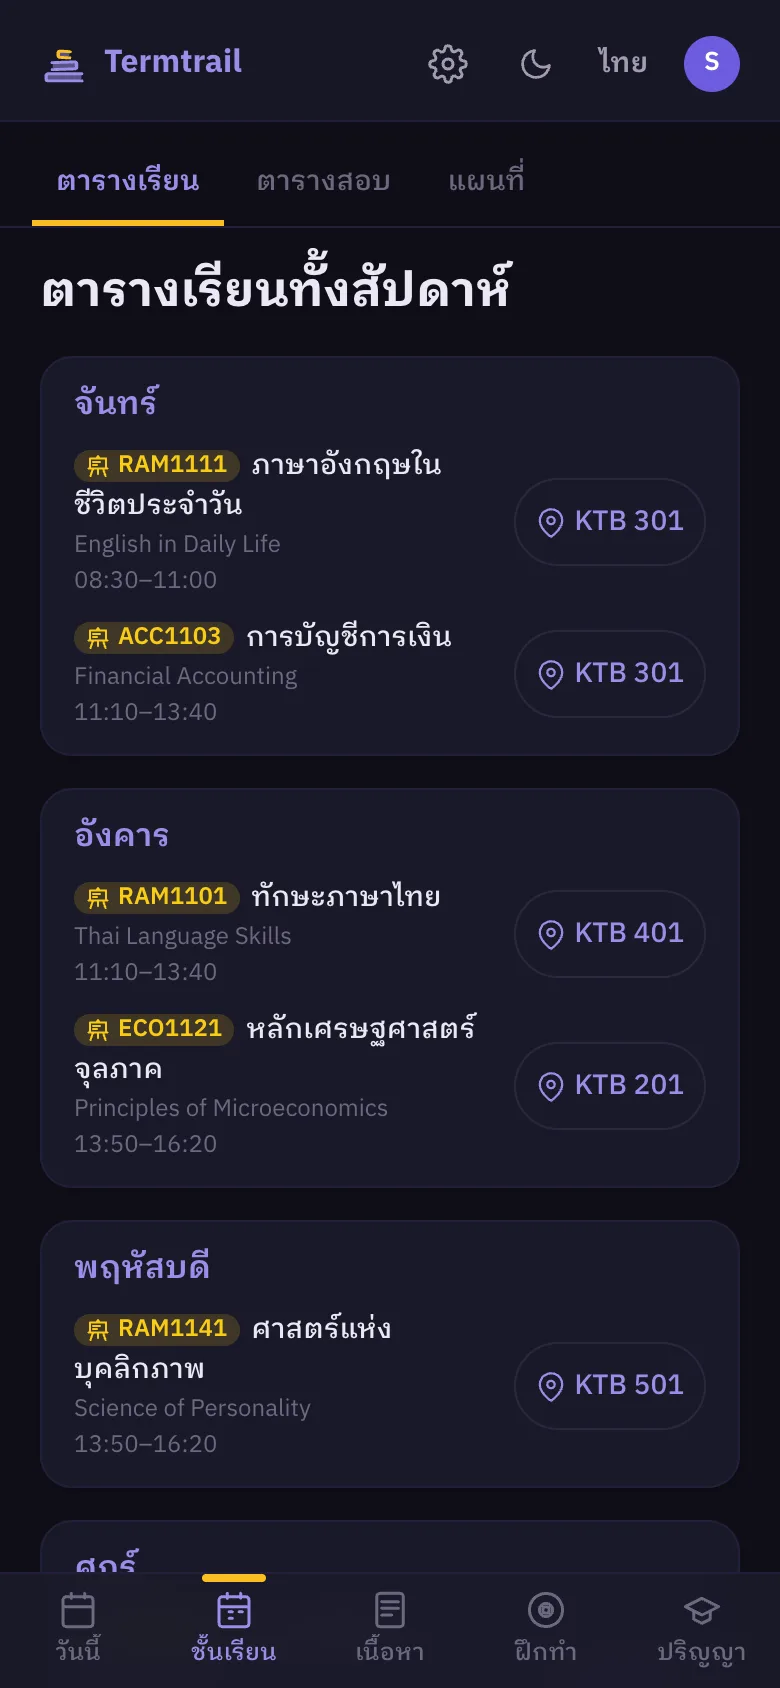 Termtrail
ไทย
S
ตารางเรียน
ตารางสอบ
แผนที่
ตารางเรียนทั้งสัปดาห์
จันทร์
RAM1111 ภาษาอังกฤษใน
ชีวิตประจำวัน
English in Daily Life
08:30–11:00
KTB 301
ACC1103 การบัญชีการเงิน
Financial Accounting
11:10–13:40
KTB 301
อังคาร
RAM1101 ทักษะภาษาไทย
Thai Language Skills
11:10–13:40
KTB 401
ECO1121 หลักเศรษฐศาสตร์
จุลภาค
Principles of Microeconomics
13:50–16:20
KTB 201
พฤหัสบดี
RAM1141 ศาสตร์แห่ง
บุคลิกภาพ
Science of Personality
13:50–16:20
KTB 501
ศุกร์
วันนี้
ชั้นเรียน
เนื้อหา
ฝึกทำ
ปริญญา